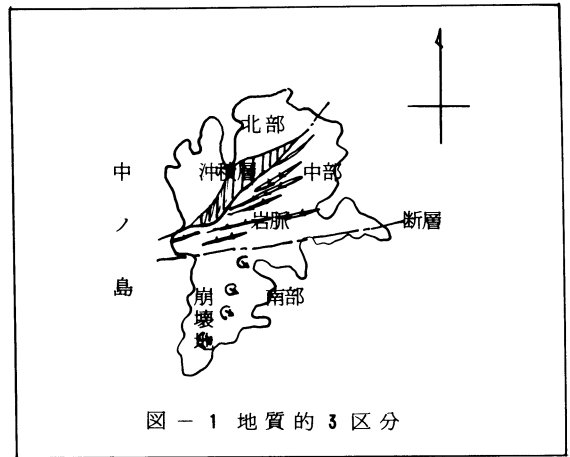 北部
沖積層
中部
中ノ島
岩脈
断層
崩壊地
南部
図－1 地質的3区分